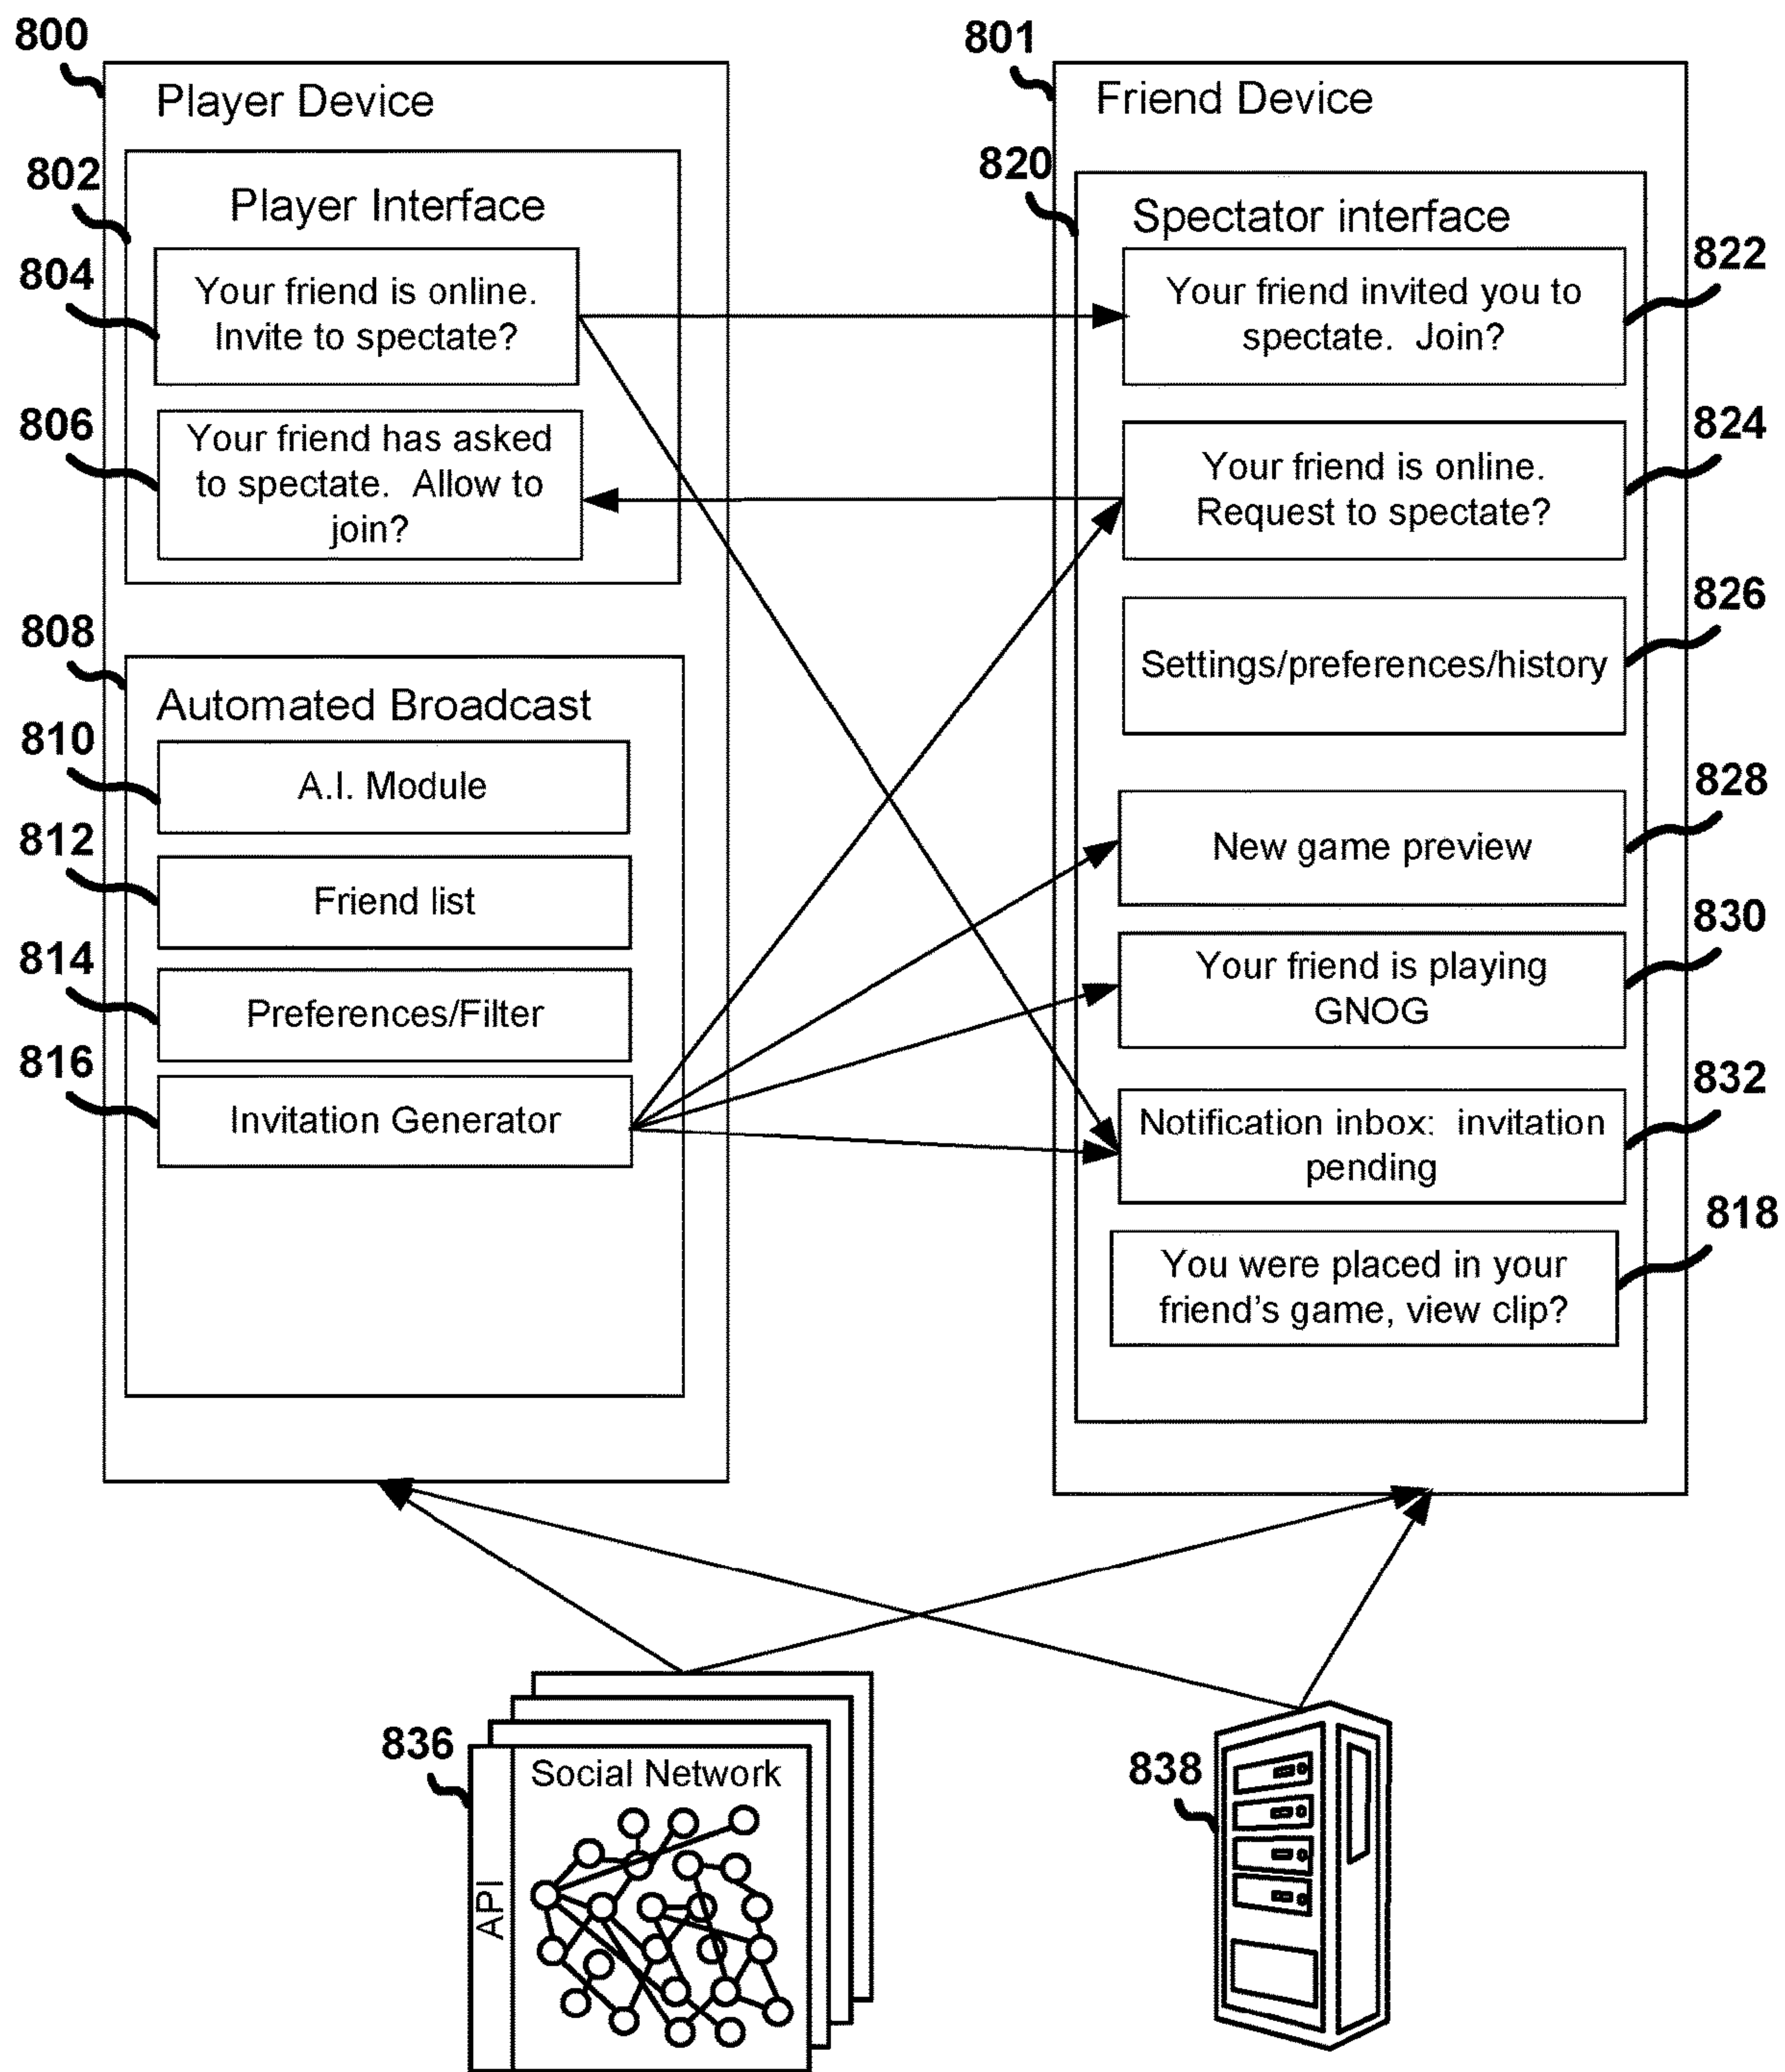 800
Player Device
802
Player Interface
804
Your friend is online.
Invite to spectate?
806
Your friend has asked
to spectate. Allow to
join?
808
Automated Broadcast
810
A.I. Module
812
Friend list
814
Preferences/Filter
816
Invitation Generator
801
Friend Device
820
Spectator interface
822
Your friend invited you to
spectate. Join?
824
Your friend is online.
Request to spectate?
826
Settings/preferences/history
828
New game preview
830
Your friend is playing
GNOG
832
Notification inbox: invitation
pending
818
You were placed in your
friend's game, view clip?
836
Social Network
API
838